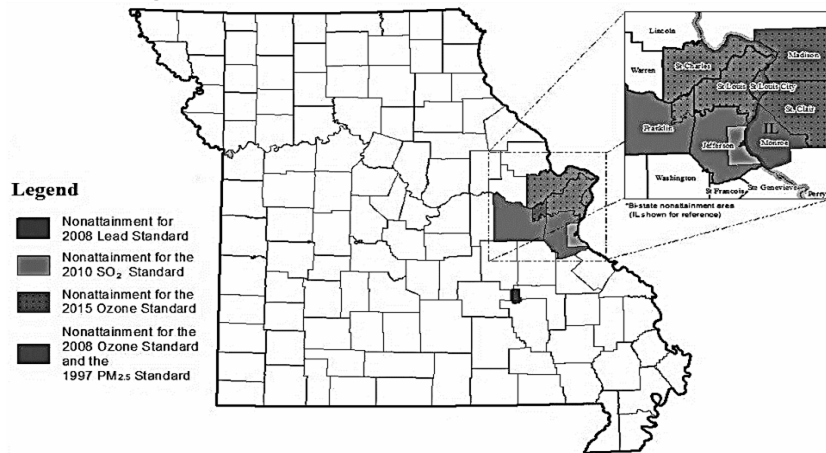 Lincoln
Warren
St Charles
Madison
St Louis
St Louis City
St. Clair
Franklin
IL
Jefferson
Monroe
Washington
St Francois
Ste Genevieve
Perry
*Bi-state nonattainment area
(IL shown for reference)
Legend
Nonattainment for
2008 Lead Standard
Nonattainment for the
2010 SO₂ Standard
Nonattainment for the
2015 Ozone Standard
Nonattainment for the
2008 Ozone Standard
and the
1997 PM₂.₅ Standard